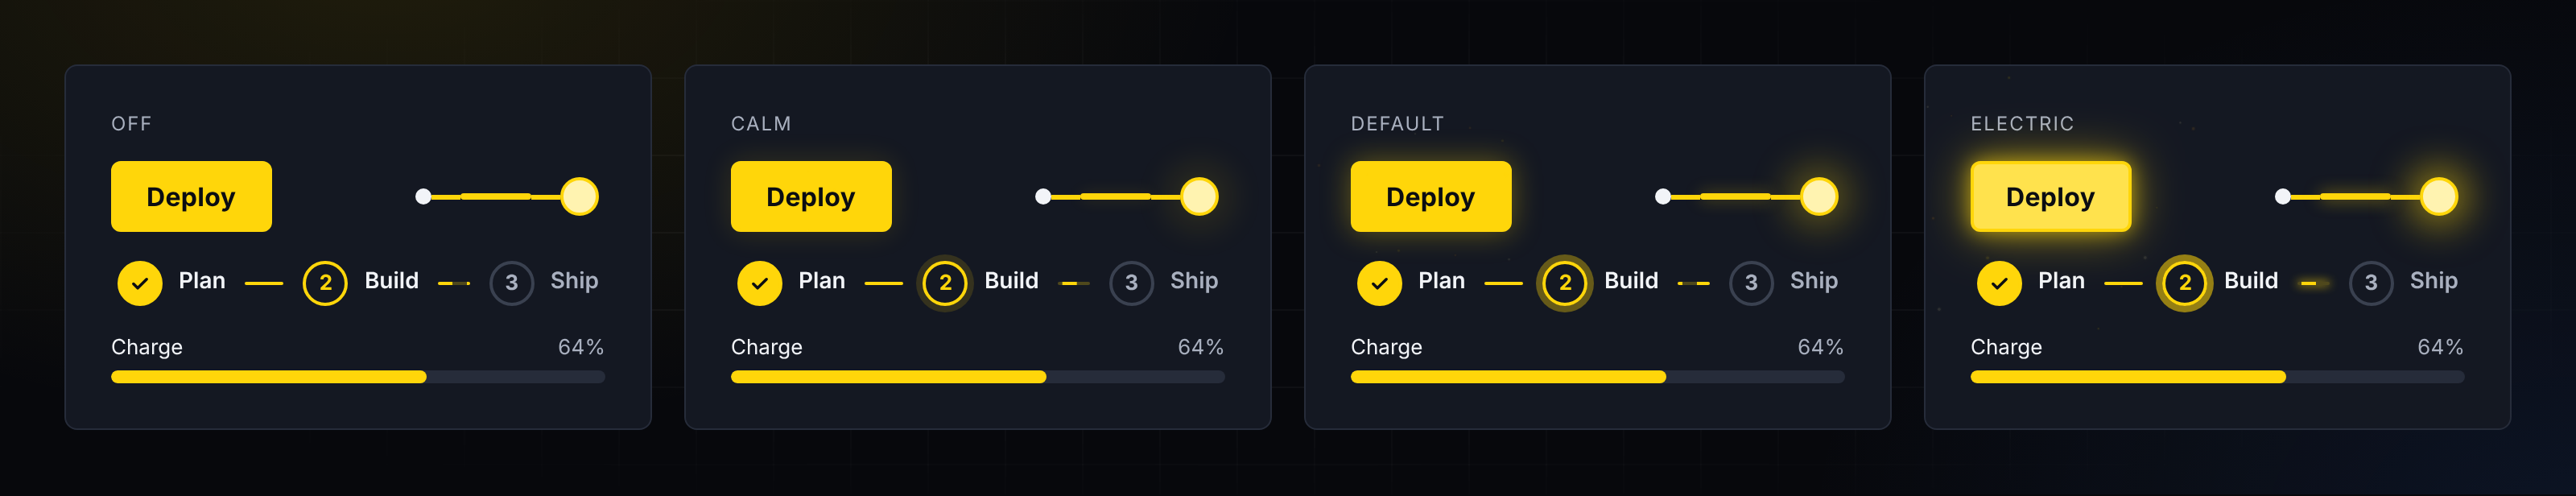 OFF
Deploy
Plan 2 Build 3 Ship
Charge 64%
CALM
Deploy
Plan 2 Build 3 Ship
Charge 64%
DEFAULT
Deploy
Plan 2 Build 3 Ship
Charge 64%
ELECTRIC
Deploy
Plan 2 Build 3 Ship
Charge 64%